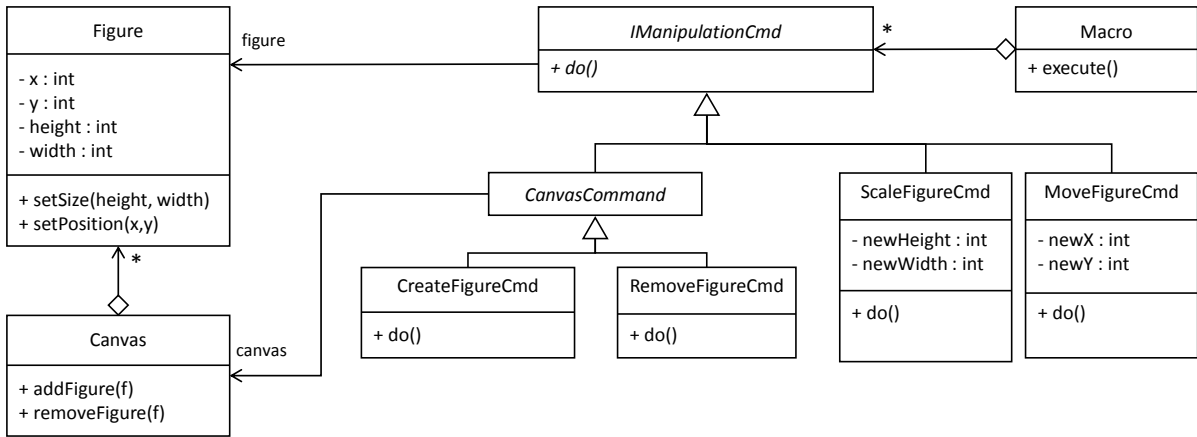 Figure
- x : int
- y : int
- height : int
- width : int
+ setSize(height, width)
+ setPosition(x,y)
figure
IManipulationCmd
+ do()
*
Macro
+ execute()
CanvasCommand
ScaleFigureCmd
- newHeight : int
- newWidth : int
+ do()
MoveFigureCmd
- newX : int
- newY : int
+ do()
*
CreateFigureCmd
+ do()
RemoveFigureCmd
+ do()
Canvas
+ addFigure(f)
+ removeFigure(f)
canvas